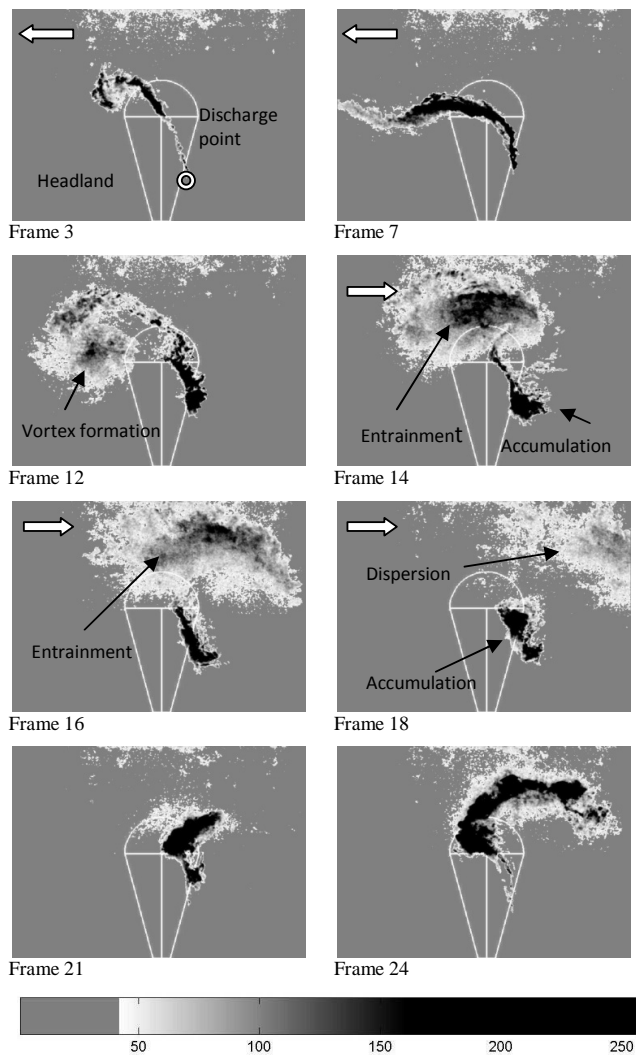 Discharge
point
Headland
Frame 3
Frame 7
Vortex formation
Frame 12
Entrainment
Accumulation
Frame 14
Entrainment
Frame 16
Dispersion
Accumulation
Frame 18
Frame 21
Frame 24
50 100 150 200 250